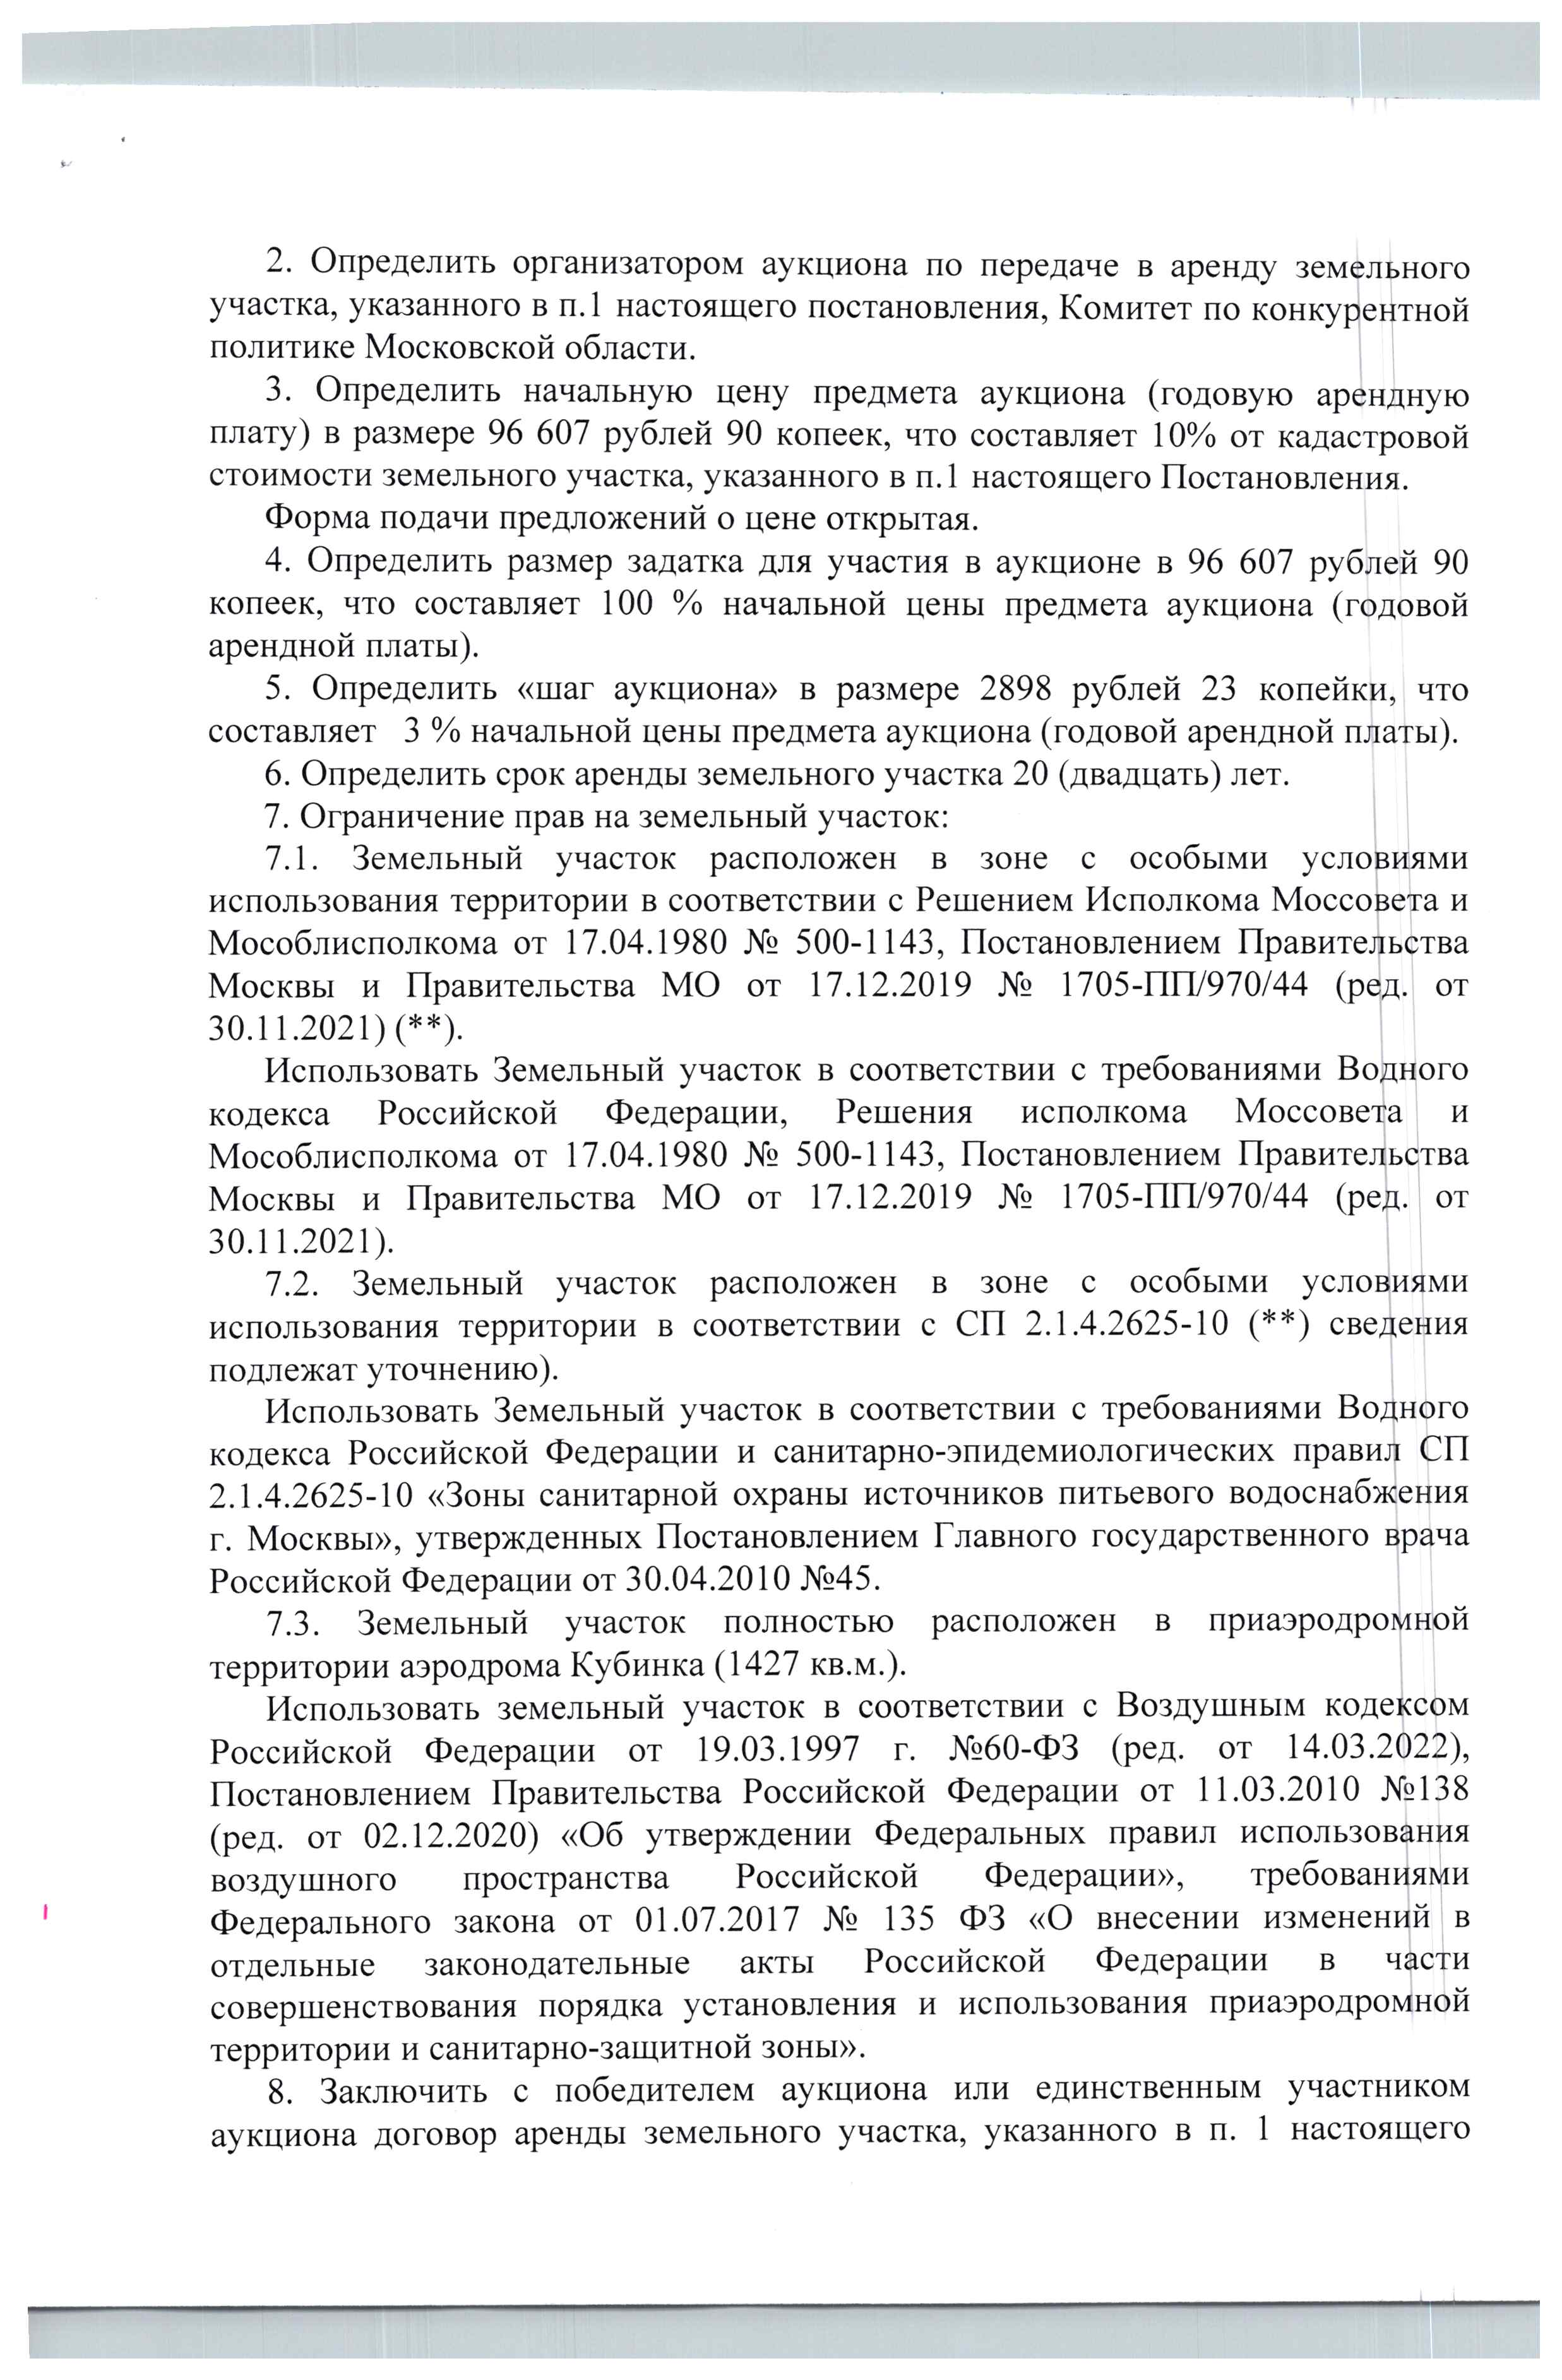 2. Определить организатором аукциона по передаче в аренду земельного
участка, указанного в п.1 настоящего постановления, Комитет по конкурентной
политике Московской области.
3. Определить начальную цену предмета аукциона (годовую арендную
плату) в размере 96 607 рублей 90 копеек, что составляет 10% от кадастровой
стоимости земельного участка, указанного в п.1 настоящего Постановления.
Форма подачи предложений о цене открытая.
4. Определить размер задатка для участия в аукционе в 96 607 рублей 90
копеек, что составляет 100 % начальной цены предмета аукциона (годовой
арендной платы).
5. Определить «шаг аукциона» в размере 2898 рублей 23 копейки, что
составляет 3 % начальной цены предмета аукциона (годовой арендной платы).
6. Определить срок аренды земельного участка 20 (двадцать) лет.
7. Ограничение прав на земельный участок:
7.1. Земельный участок расположен в зоне с особыми условиями
использования территории в соответствии с Решением Исполкома Моссовета и
Мособлисполкома от 17.04.1980 № 500-1143, Постановлением Правительства
Москвы и Правительства МО от 17.12.2019 № 1705-ПП/970/44 (ред. от
30.11.2021) (**).
Использовать Земельный участок в соответствии с требованиями Водного
кодекса Российской Федерации, Решения исполкома Моссовета и
Мособлисполкома от 17.04.1980 № 500-1143, Постановлением Правительства
Москвы и Правительства МО от 17.12.2019 № 1705-ПП/970/44 (ред. от
30.11.2021).
7.2. Земельный участок расположен в зоне с особыми условиями
использования территории в соответствии с СП 2.1.4.2625-10 (**) сведения
подлежат уточнению).
Использовать Земельный участок в соответствии с требованиями Водного
кодекса Российской Федерации и санитарно-эпидемиологических правил СП
2.1.4.2625-10 «Зоны санитарной охраны источников питьевого водоснабжения
г. Москвы», утвержденных Постановлением Главного государственного врача
Российской Федерации от 30.04.2010 №45.
7.3. Земельный участок полностью расположен в приаэродромной
территории аэродрома Кубинка (1427 кв.м.).
Использовать земельный участок в соответствии с Воздушным кодексом
Российской Федерации от 19.03.1997 г. №60-ФЗ (ред. от 14.03.2022),
Постановлением Правительства Российской Федерации от 11.03.2010 №138
(ред. от 02.12.2020) «Об утверждении Федеральных правил использования
воздушного пространства Российской Федерации», требованиями
Федерального закона от 01.07.2017 № 135 ФЗ «О внесении изменений в
отдельные законодательные акты Российской Федерации в части
совершенствования порядка установления и использования приаэродромной
территории и санитарно-защитной зоны».
8. Заключить с победителем аукциона или единственным участником
аукциона договор аренды земельного участка, указанного в п. 1 настоящего